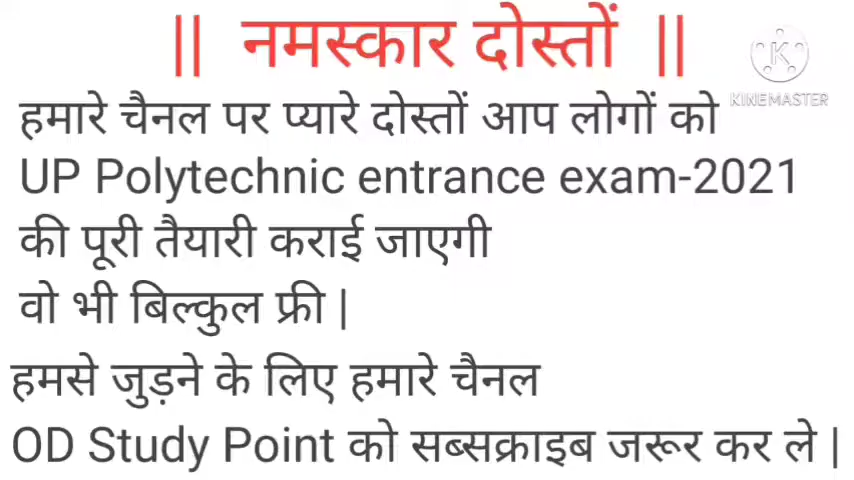 || नमस्कार दोस्तों ||
KINEMASTER
हमारे चैनल पर प्यारे दोस्तों आप लोगों को
UP Polytechnic entrance exam-2021
की पूरी तैयारी कराई जाएगी
वो भी बिल्कुल फ्री |
हमसे जुड़ने के लिए हमारे चैनल
OD Study Point को सब्सक्राइब जरूर कर ले |